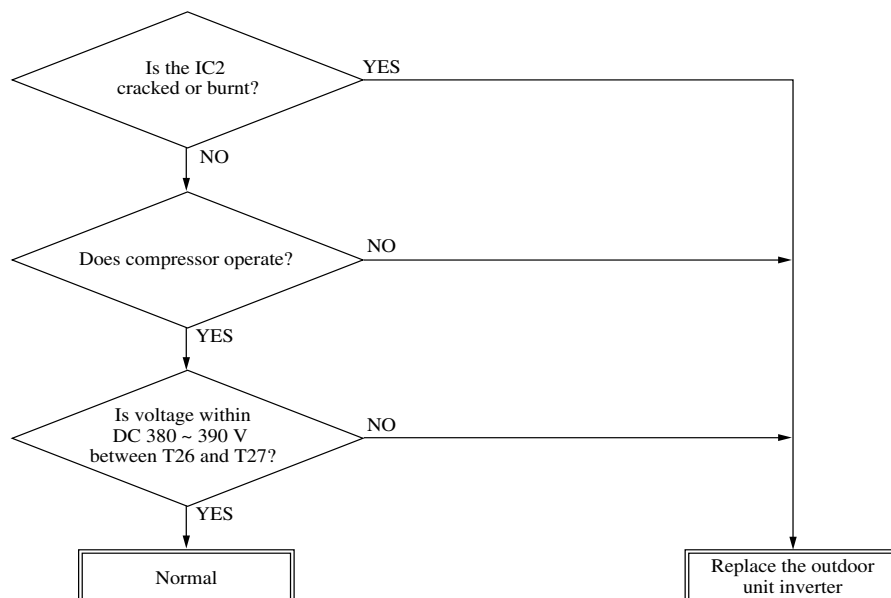 Is the IC2
cracked or burnt?
YES
NO
Does compressor operate?
NO
YES
Is voltage within
DC 380 ~ 390 V
between T26 and T27?
NO
YES
Normal
Replace the outdoor
unit inverter